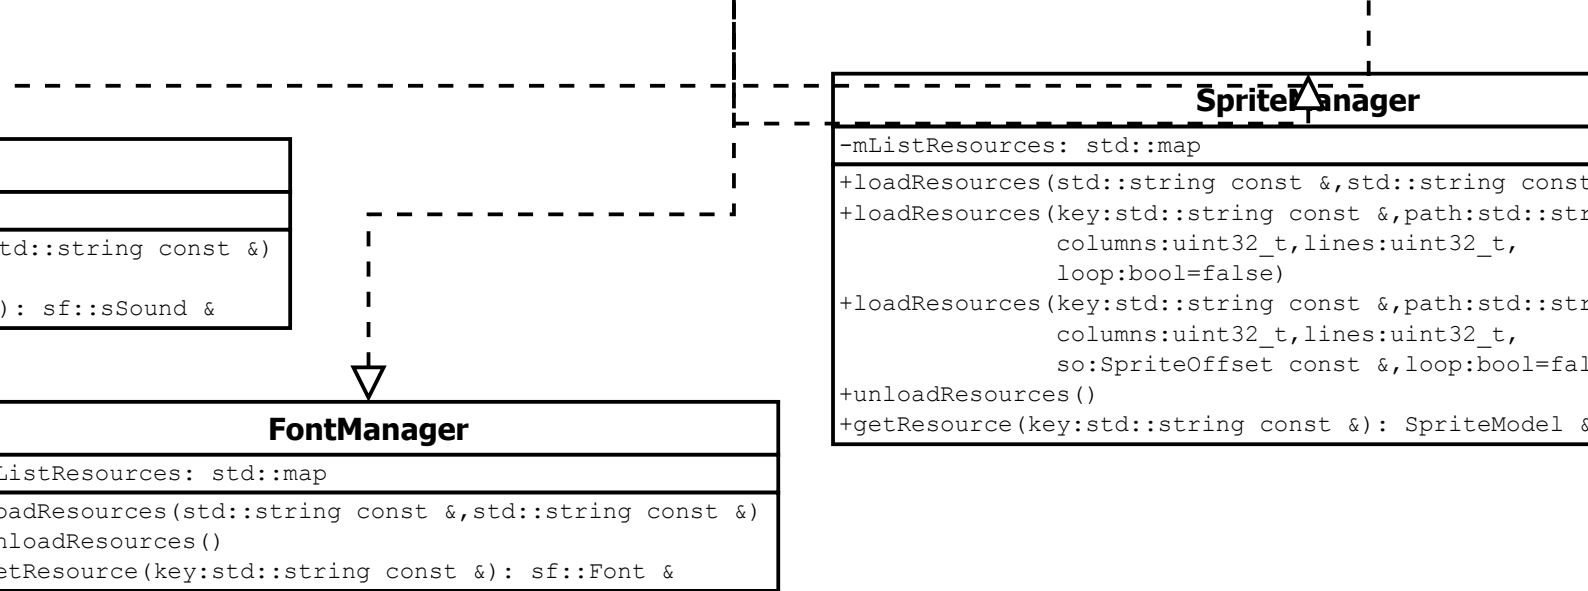 SpriteManager
-mListResources: std::map
+loadResources(std::string const &,std::string const
+loadResources(key:std::string const &,path:std::str
columns:uint32_t,lines:uint32_t,
loop:bool=false)
+loadResources(key:std::string const &,path:std::str
columns:uint32_t,lines:uint32_t,
so:SpriteOffset const &,loop:bool=fal
+unloadResources()
+getResource(key:std::string const &): SpriteModel &
td::string const &)
): sf::sSound &
FontManager
ListResources: std::map
oadResources(std::string const &,std::string const &)
nloadResources()
etResource(key:std::string const &): sf::Font &